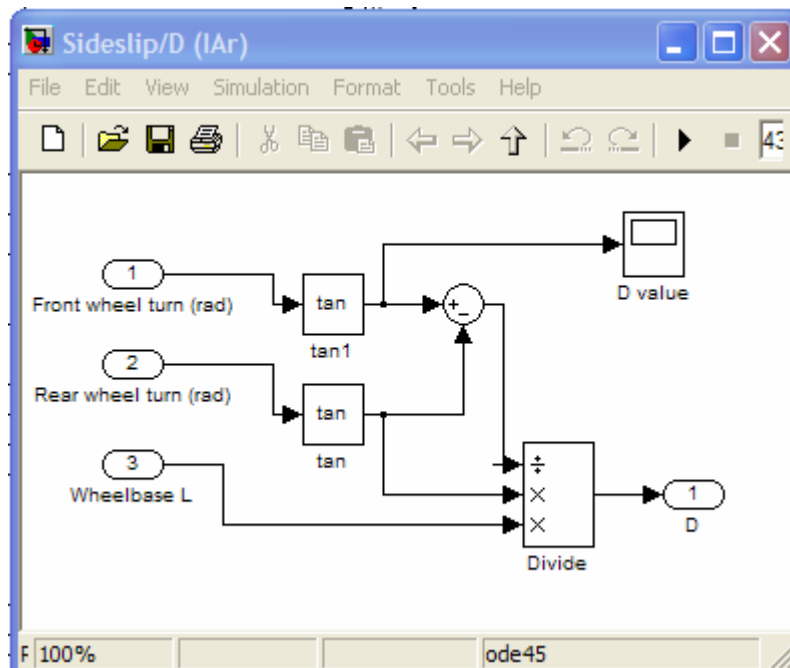 Sideslip/D (IAr)
File Edit View Simulation Format Tools Help
43
1
Front wheel turn (rad)
tan
tan1
+
−
D value
2
Rear wheel turn (rad)
tan
tan
3
Wheelbase L
÷
×
×
Divide
1
D
F 100% ode45